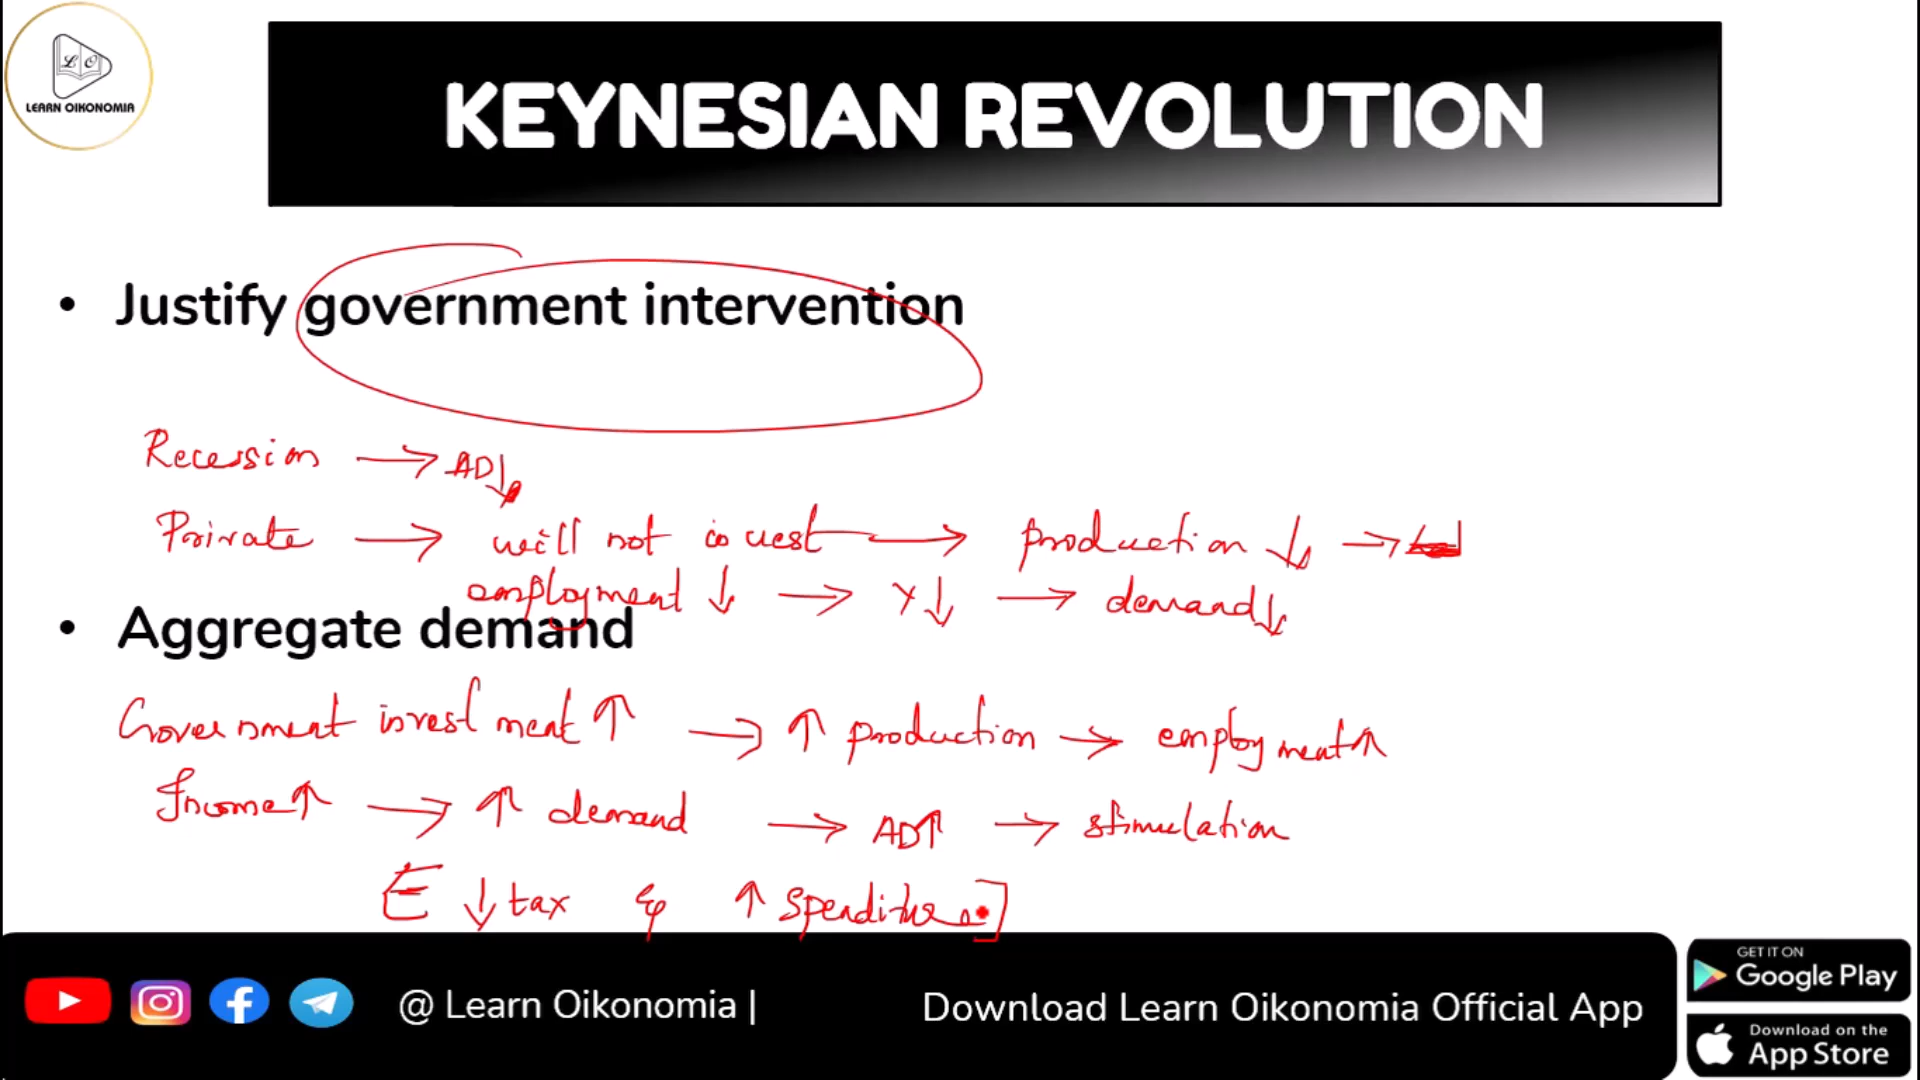 LO
LEARN OIKONOMIA
KEYNESIAN REVOLUTION
• Justify government intervention
Recession → AD↓
Private → will not invest → production ↓ →
employment ↓ → Y↓ → demand↓
• Aggregate demand
Government investment ↑ → ↑ production → employment↑
Income↑ → ↑ demand → AD↑ → stimulation
[ ↓ tax & ↑ Spenditure]
@ Learn Oikonomia |
Download Learn Oikonomia Official App
GET IT ON
Google Play
Download on the
App Store